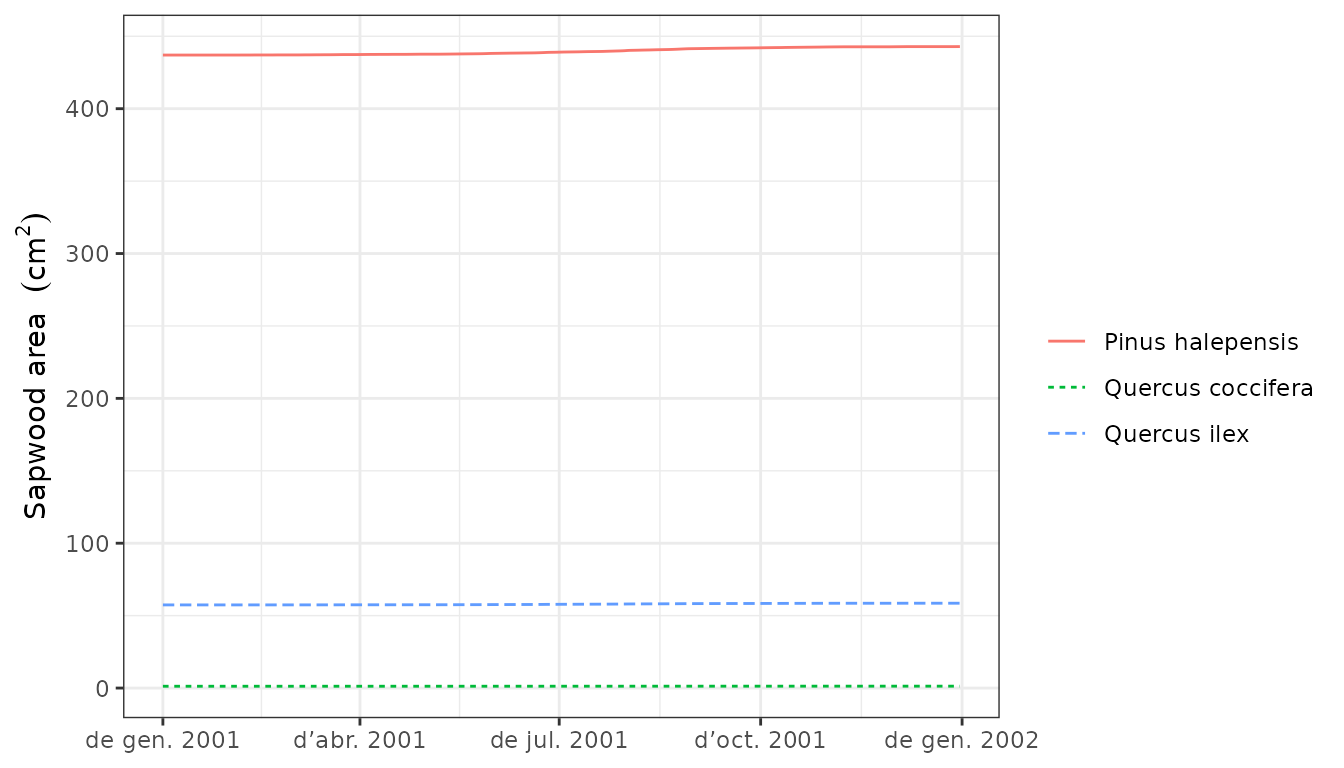 Sapwood area (cm²)
400
300
200
100
0
de gen. 2001
d’abr. 2001
de jul. 2001
d’oct. 2001
de gen. 2002
Pinus halepensis
Quercus coccifera
Quercus ilex